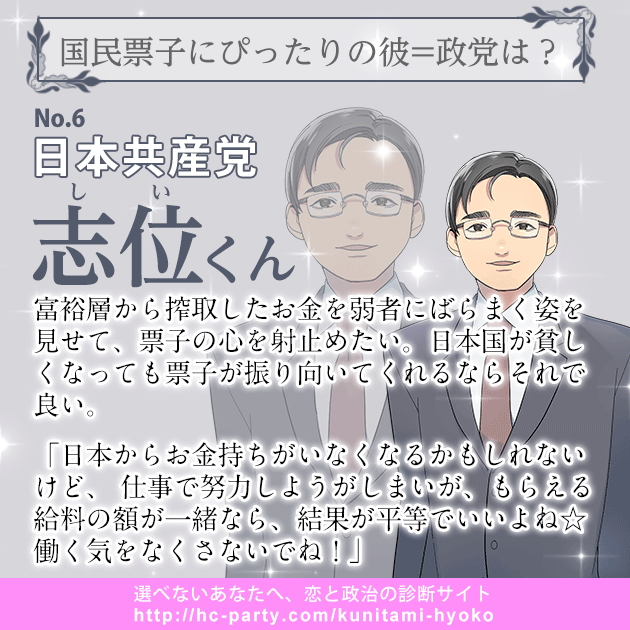 国民票子にぴったりの彼=政党は？
No.6
日本共産党
しい
志位くん
富裕層から搾取したお金を弱者にばらまく姿を
見せて、票子の心を射止めたい。日本国が貧し
くなっても票子が振り向いてくれるならそれで
良い。
「日本からお金持ちがいなくなるかもしれない
けど、 仕事で努力しようがしまいが、もらえる
給料の額が一緒なら、結果が平等でいいよね☆
働く気をなくさないでね！」
選べないあなたへ、恋と政治の診断サイト
http://hc-party.com/kunitami-hyoko